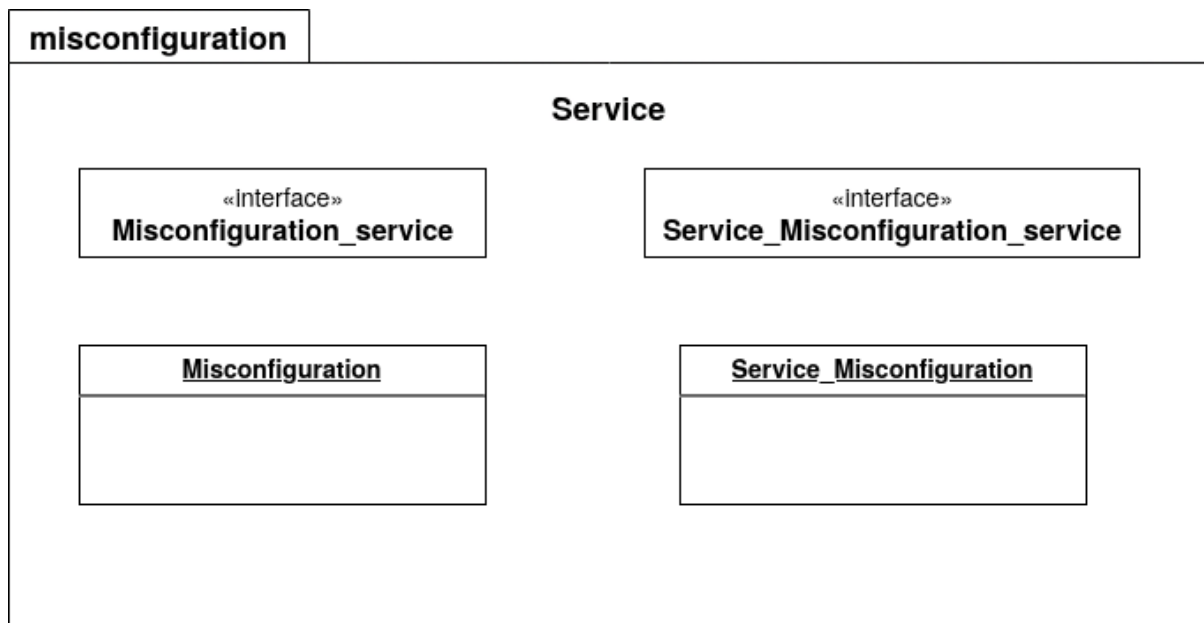 misconfiguration
Service
«interface»
Misconfiguration_service
«interface»
Service_Misconfiguration_service
Misconfiguration
Service_Misconfiguration